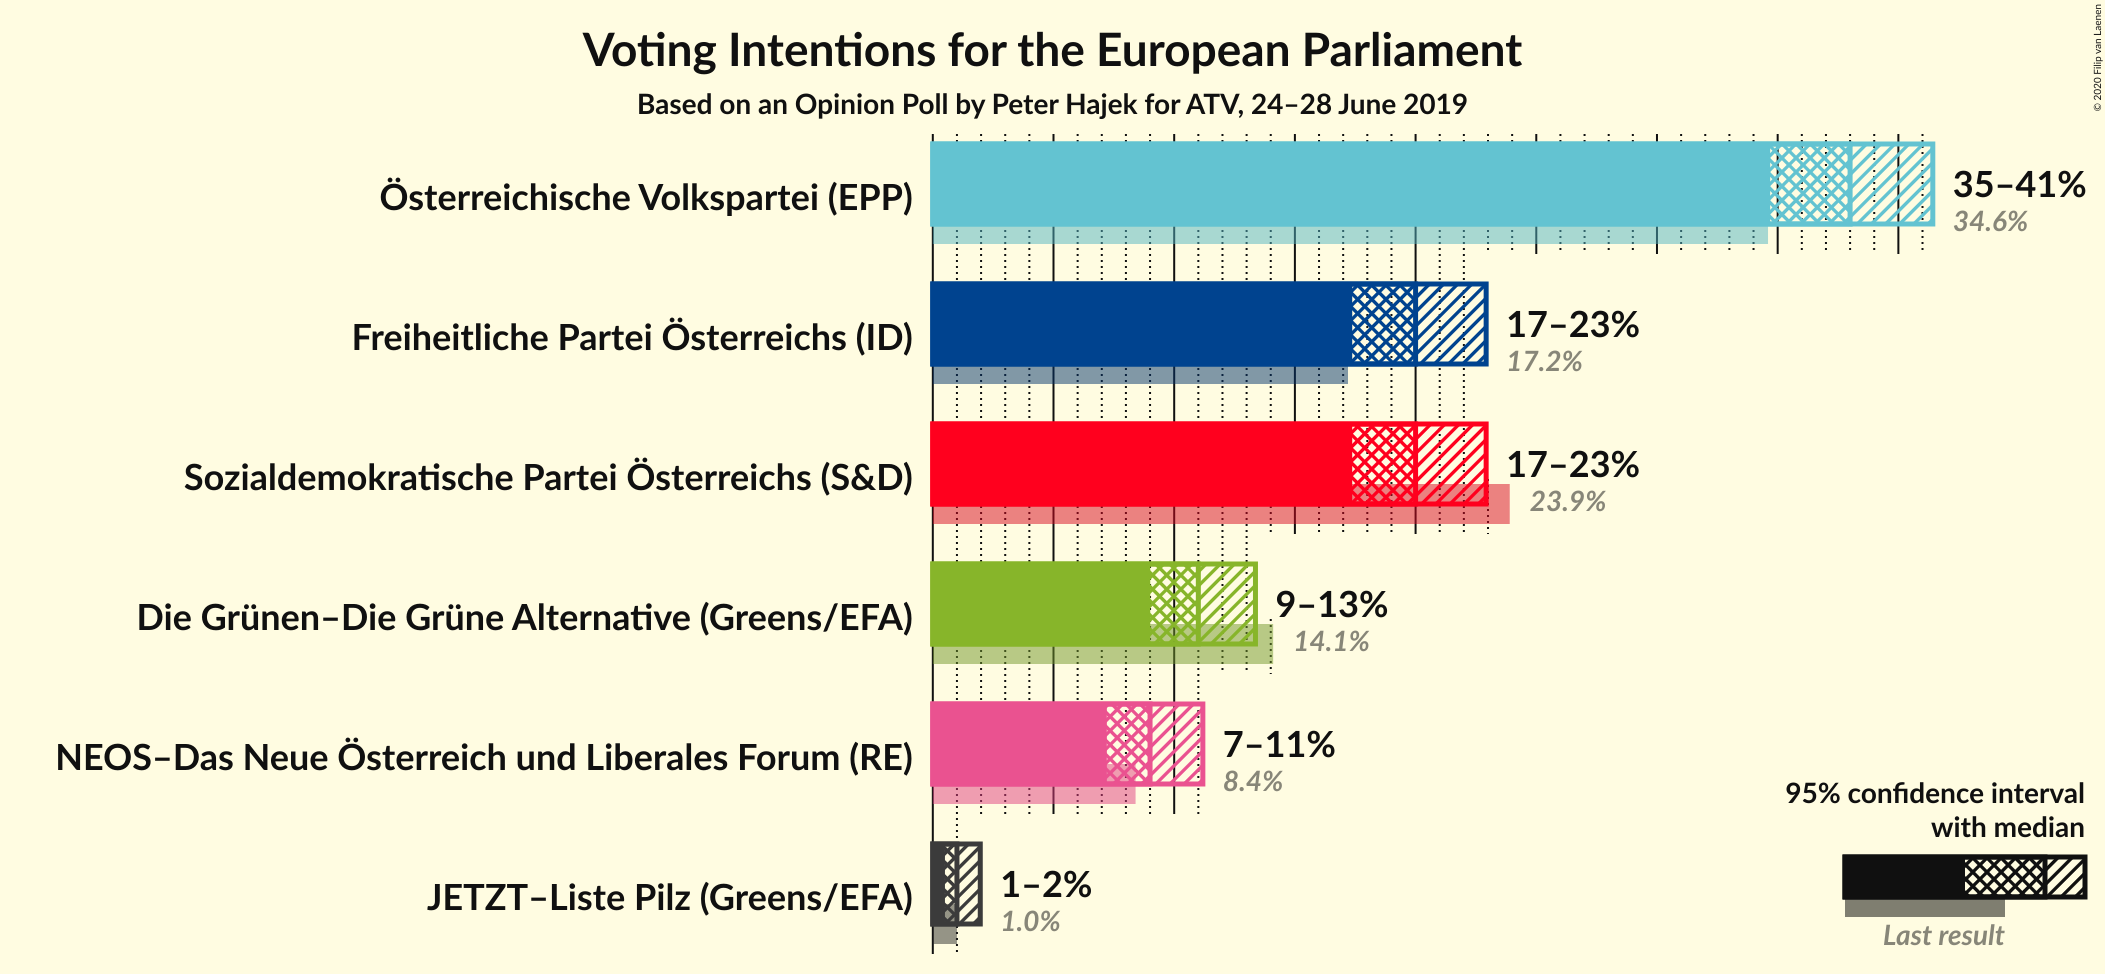 Voting Intentions for the European Parliament
Based on an Opinion Poll by Peter Hajek for ATV, 24–28 June 2019
© 2020 Filip van Laenen
Österreichische Volkspartei (EPP)
35–41%
34.6%
Freiheitliche Partei Österreichs (ID)
17–23%
17.2%
Sozialdemokratische Partei Österreichs (S&D)
17–23%
23.9%
Die Grünen–Die Grüne Alternative (Greens/EFA)
9–13%
14.1%
NEOS–Das Neue Österreich und Liberales Forum (RE)
7–11%
8.4%
JETZT–Liste Pilz (Greens/EFA)
1–2%
1.0%
95% confidence interval
with median
Last result